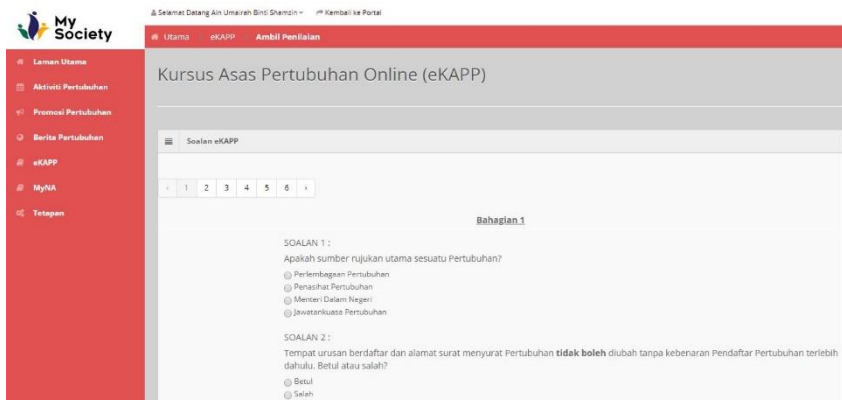 Selamat Datang Ain Umairah Binti Shamzin
Kembali ke Portal
My
Society
Utama / eKAPP / Ambil Penilaian
Laman Utama
Aktiviti Pertubuhan
Promosi Pertubuhan
Berita Pertubuhan
eKAPP
MyNA
Tetapan
Kursus Asas Pertubuhan Online (eKAPP)
Soalan eKAPP
‹ 1 2 3 4 5 6 ›
Bahagian 1
SOALAN 1 :
Apakah sumber rujukan utama sesuatu Pertubuhan?
Perlembagaan Pertubuhan
Penasihat Pertubuhan
Menteri Dalam Negeri
Jawatankuasa Pertubuhan
SOALAN 2 :
Tempat urusan berdaftar dan alamat surat menyurat Pertubuhan tidak boleh diubah tanpa kebenaran Pendaftar Pertubuhan terlebih
dahulu. Betul atau salah?
Betul
Salah